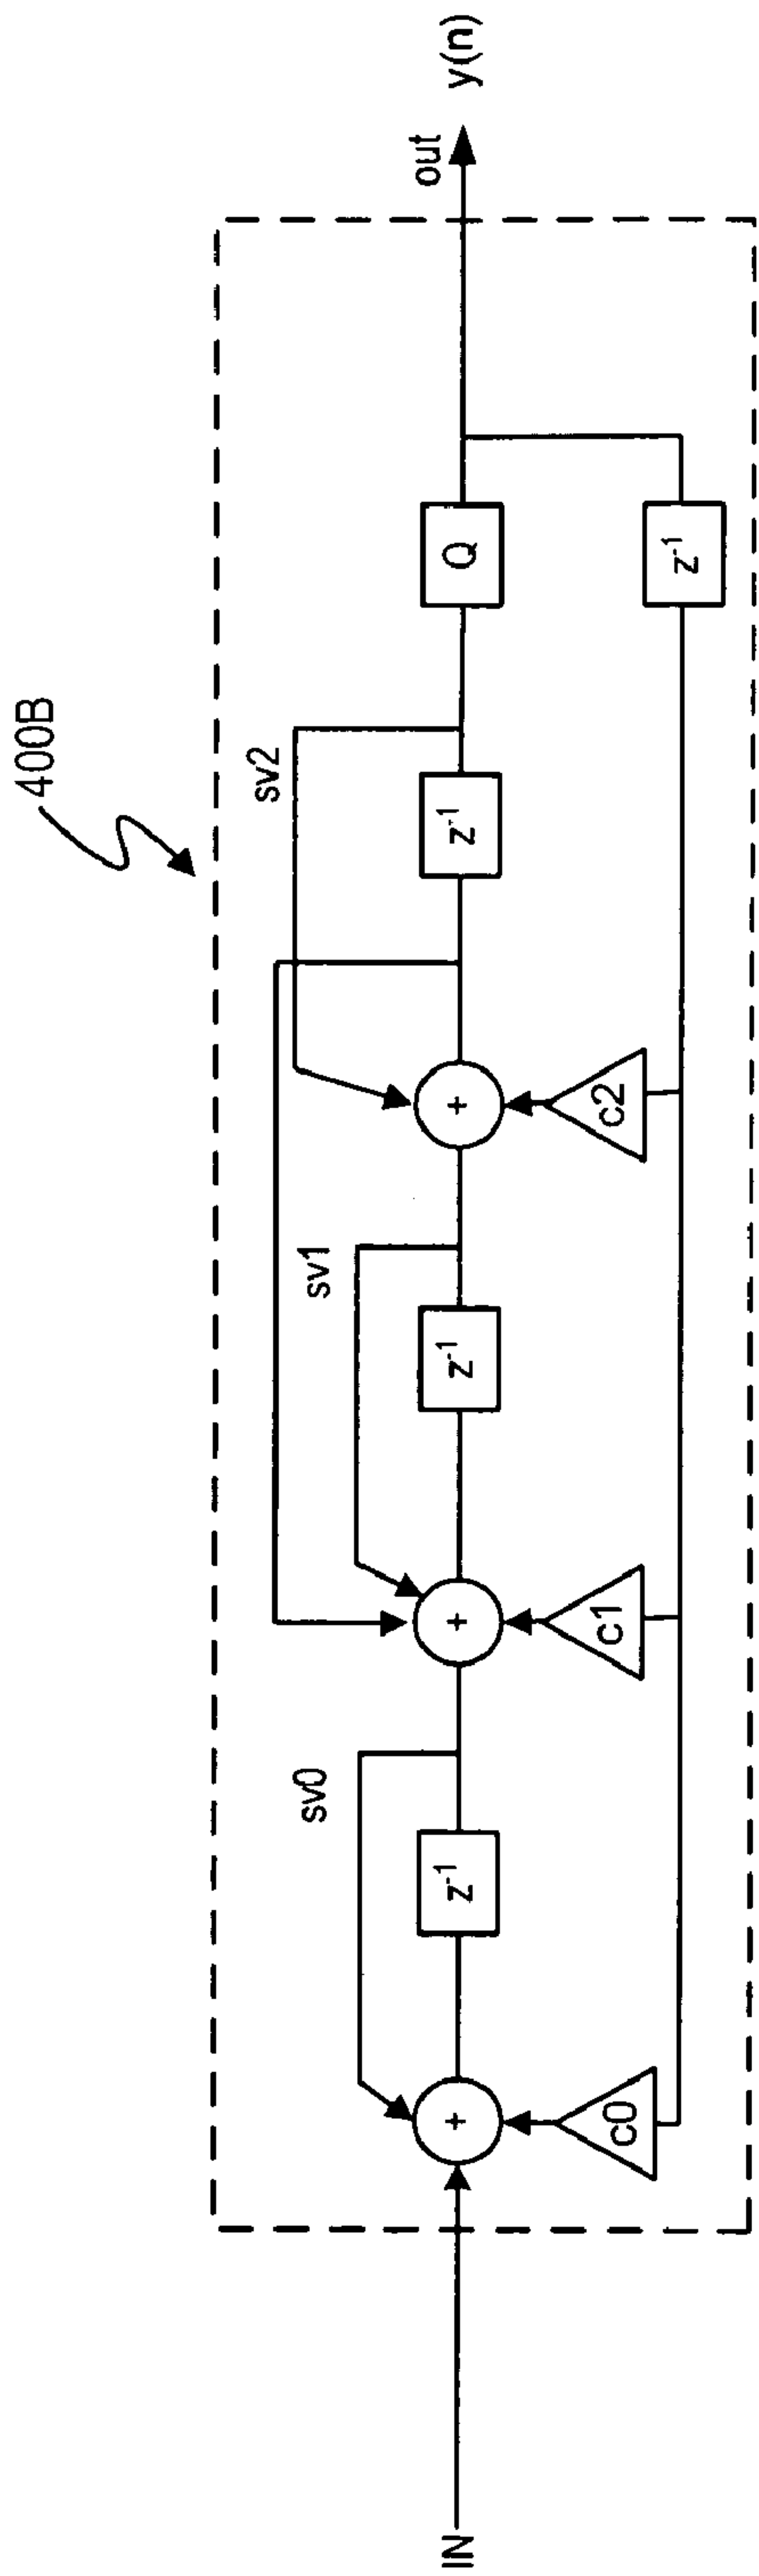 400B
IN
+
c0
z-1
sv0
+
c1
z-1
sv1
+
c2
z-1
sv2
Q
z-1
out
y(n)